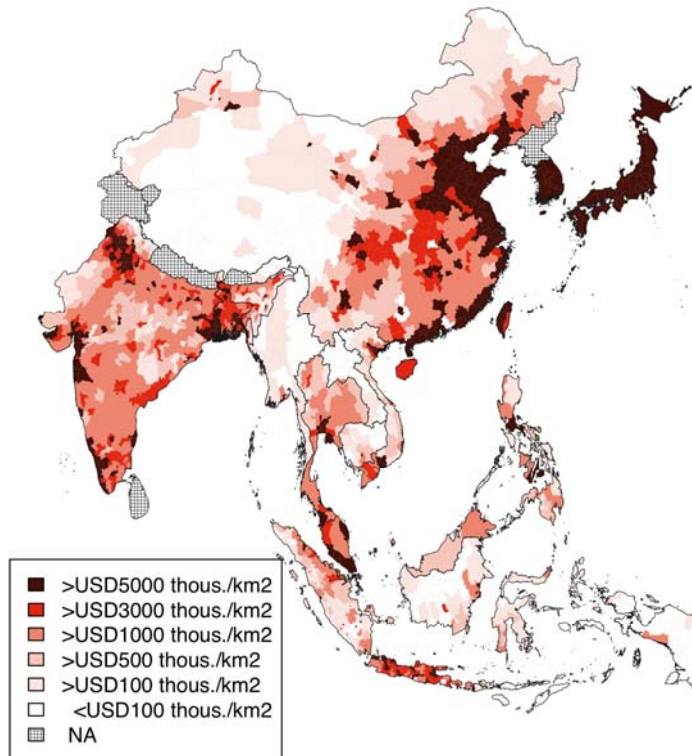 >USD5000 thous./km2
>USD3000 thous./km2
>USD1000 thous./km2
>USD500 thous./km2
>USD100 thous./km2
<USD100 thous./km2
NA